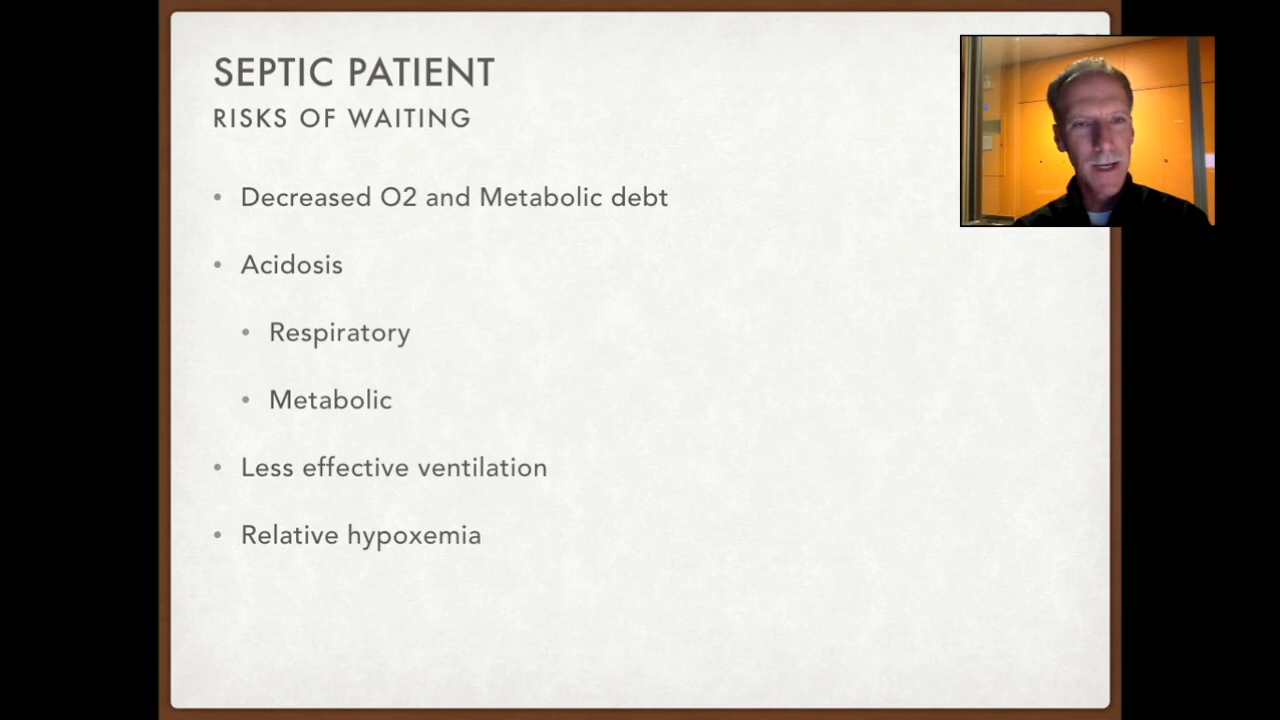 SEPTIC PATIENT
RISKS OF WAITING
• Decreased O2 and Metabolic debt
• Acidosis
• Respiratory
• Metabolic
• Less effective ventilation
• Relative hypoxemia